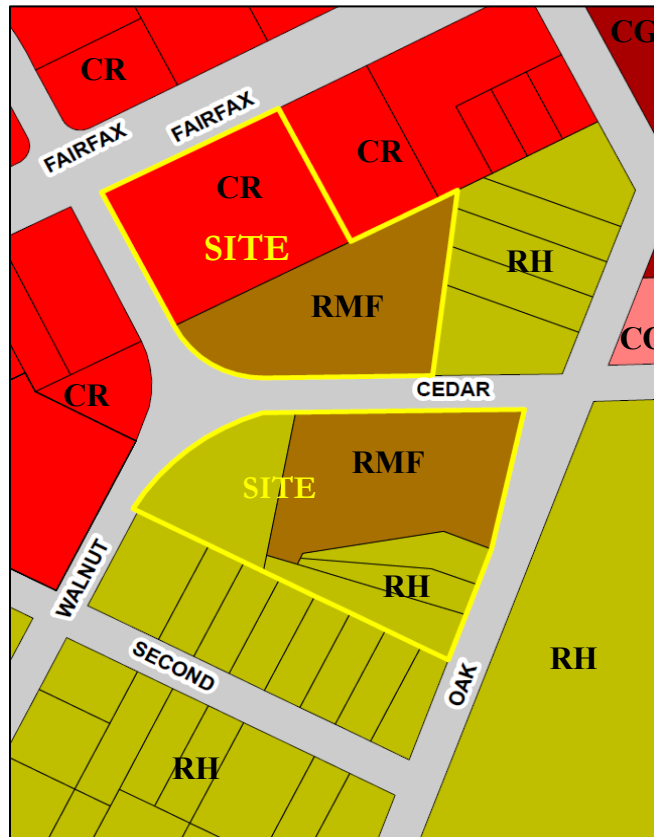 CG
CR
FAIRFAX
FAIRFAX
CR
CR
SITE
RH
RMF
CEDAR
CR
RMF
SITE
RH
WALNUT
SECOND
OAK
RH
RH